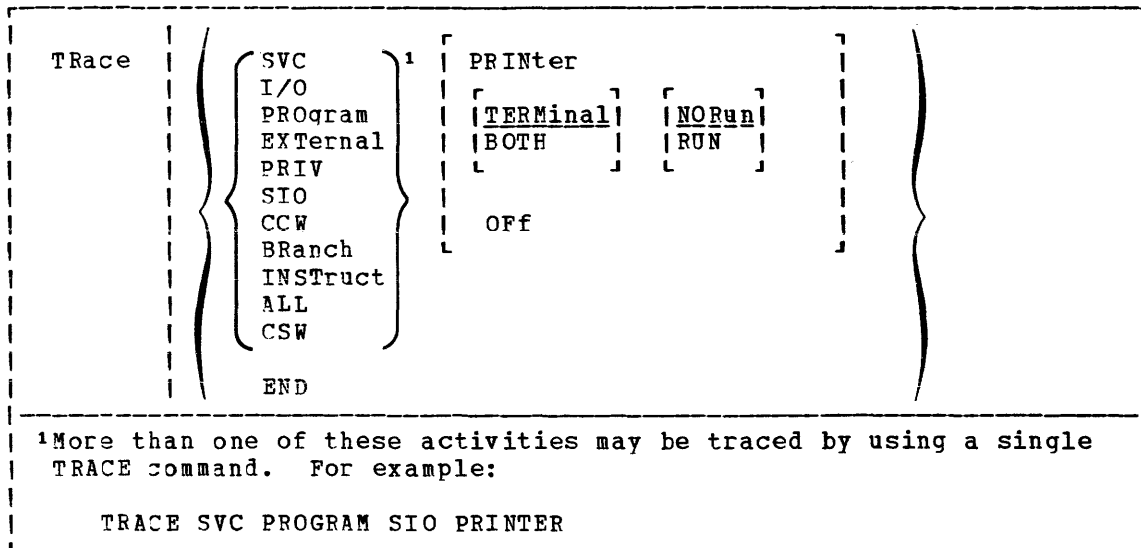 TRace SVC 1 PRINter
I/O
PROgram TERMinal NORun
EXTernal BOTH RUN
PRIV
SIO
CCW OFf
BRanch
INSTruct
ALL
CSW
END
1More than one of these activities may be traced by using a single
TRACE command. For example:
TRACE SVC PROGRAM SIO PRINTER